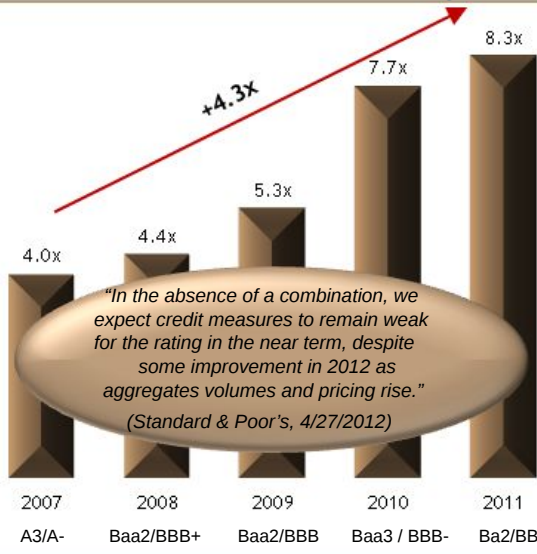 8.3x
7.7x
+4.3x
5.3x
4.4x
4.0x
“In the absence of a combination, we
expect credit measures to remain weak
for the rating in the near term, despite
some improvement in 2012 as
aggregates volumes and pricing rise.”
(Standard & Poor’s, 4/27/2012)
2007 2008 2009 2010 2011
A3/A- Baa2/BBB+ Baa2/BBB Baa3 / BBB- Ba2/BB